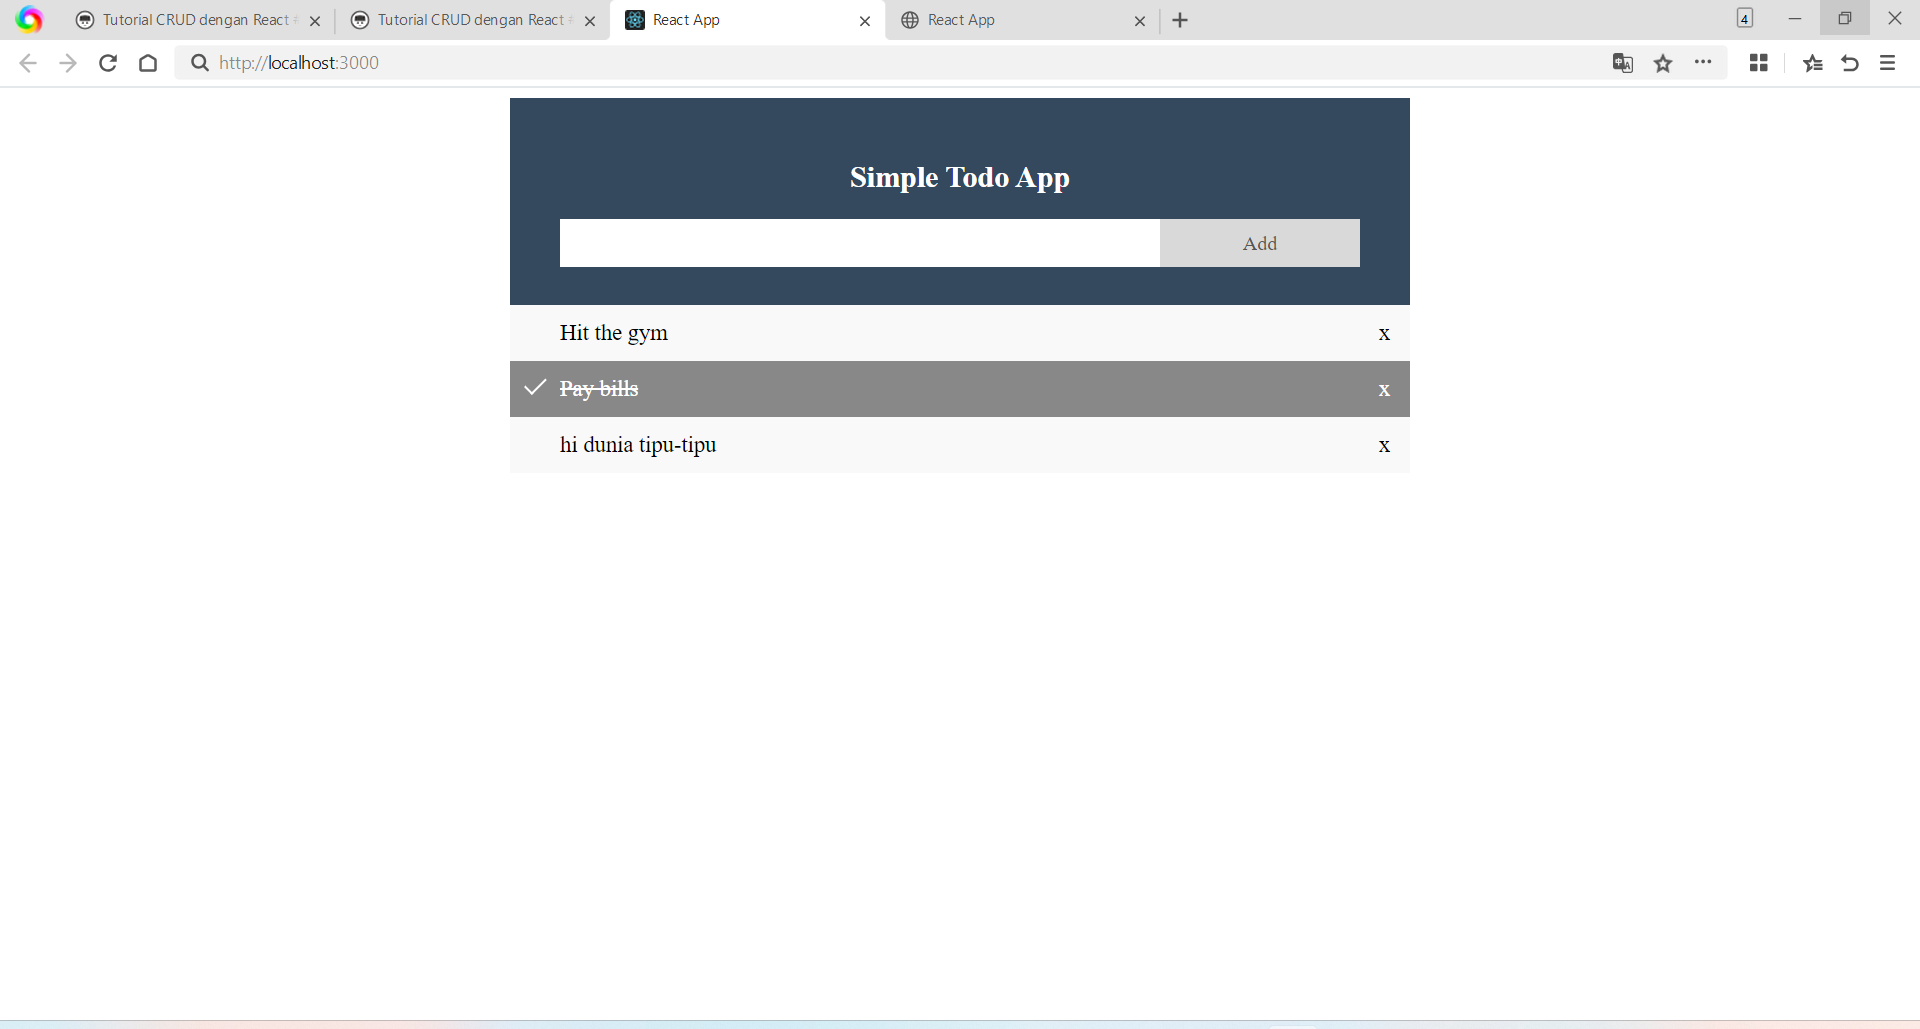 Tutorial CRUD dengan React
Tutorial CRUD dengan React
React App
React App
4
http://localhost:3000
Simple Todo App
Add
Hit the gym x
Pay bills x
hi dunia tipu-tipu x